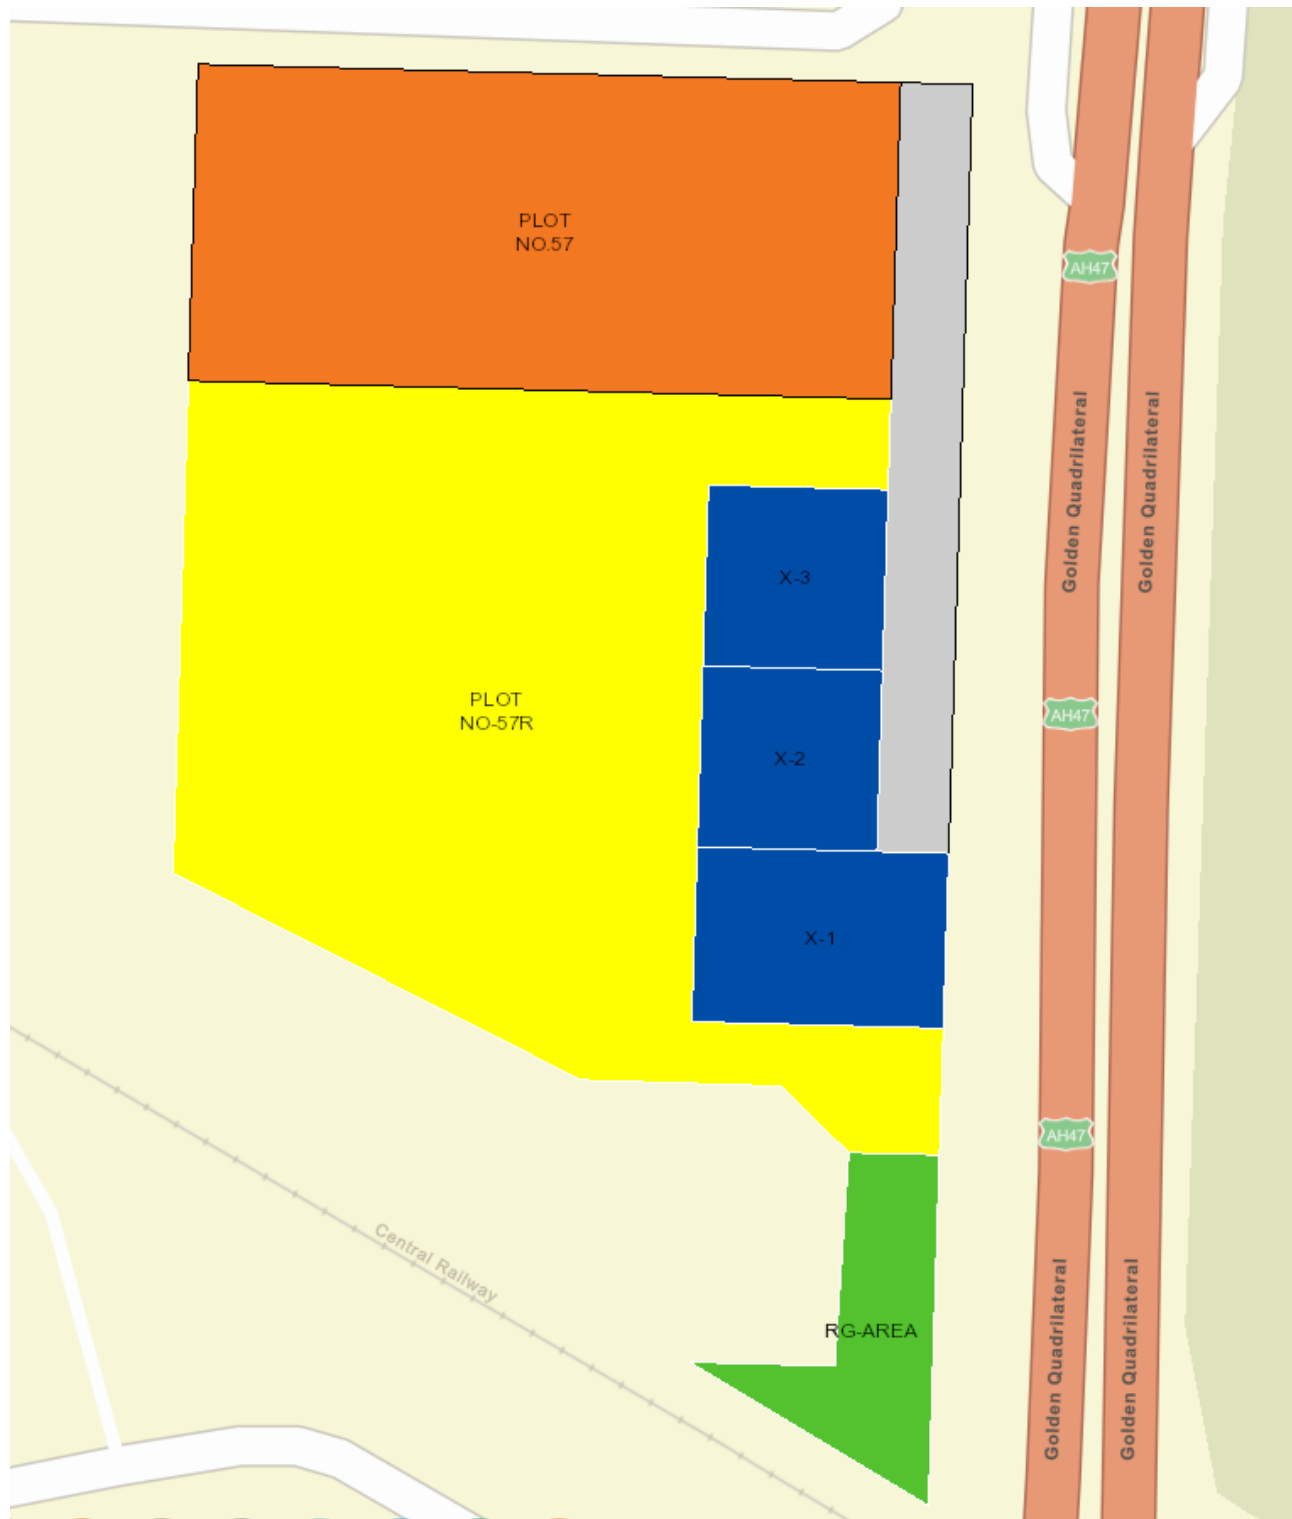 PLOT
NO.57
AH47
Golden Quadrilateral
Golden Quadrilateral
X-3
PLOT
NO-57R
AH47
X-2
X-1
AH47
Central Railway
RG-AREA
Golden Quadrilateral
Golden Quadrilateral